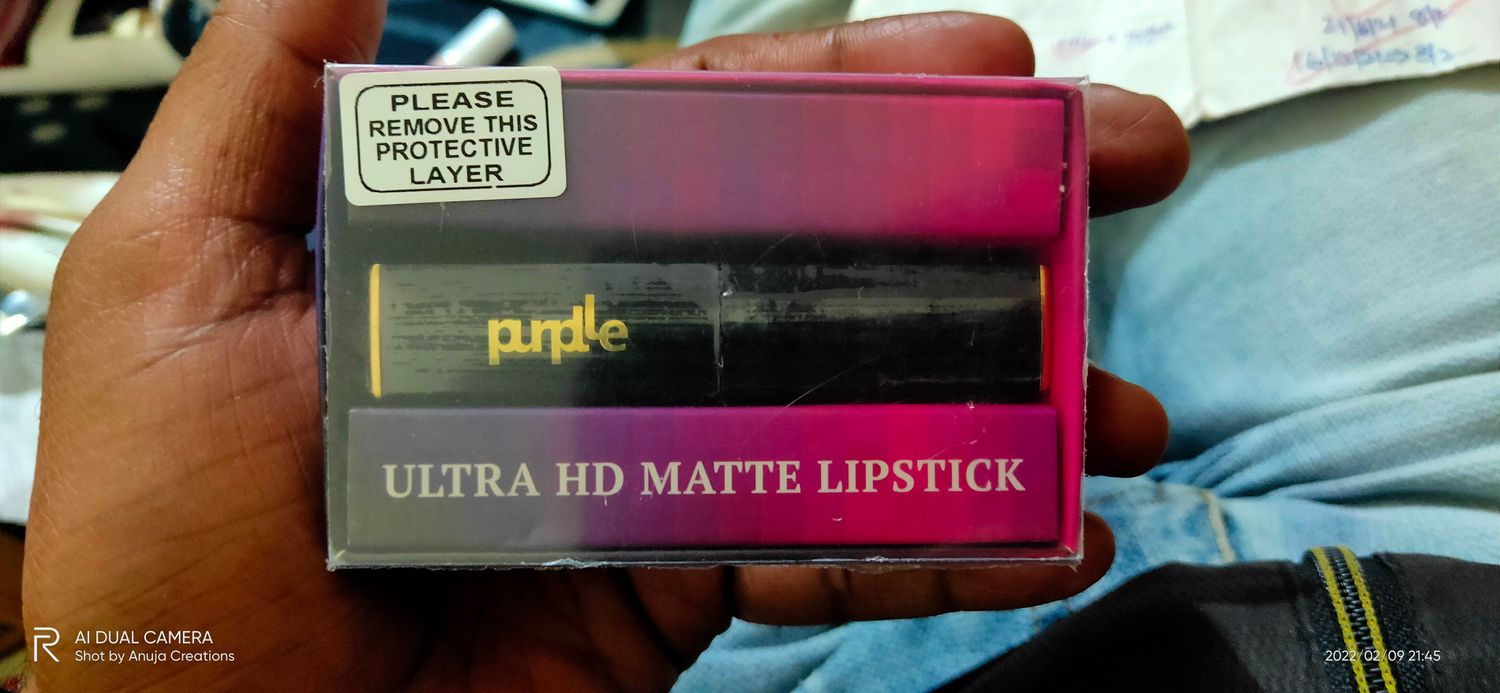 PLEASE
REMOVE THIS
PROTECTIVE
LAYER
purplle
ULTRA HD MATTE LIPSTICK
AI DUAL CAMERA
Shot by Anuja Creations
2022/02/09 21:45